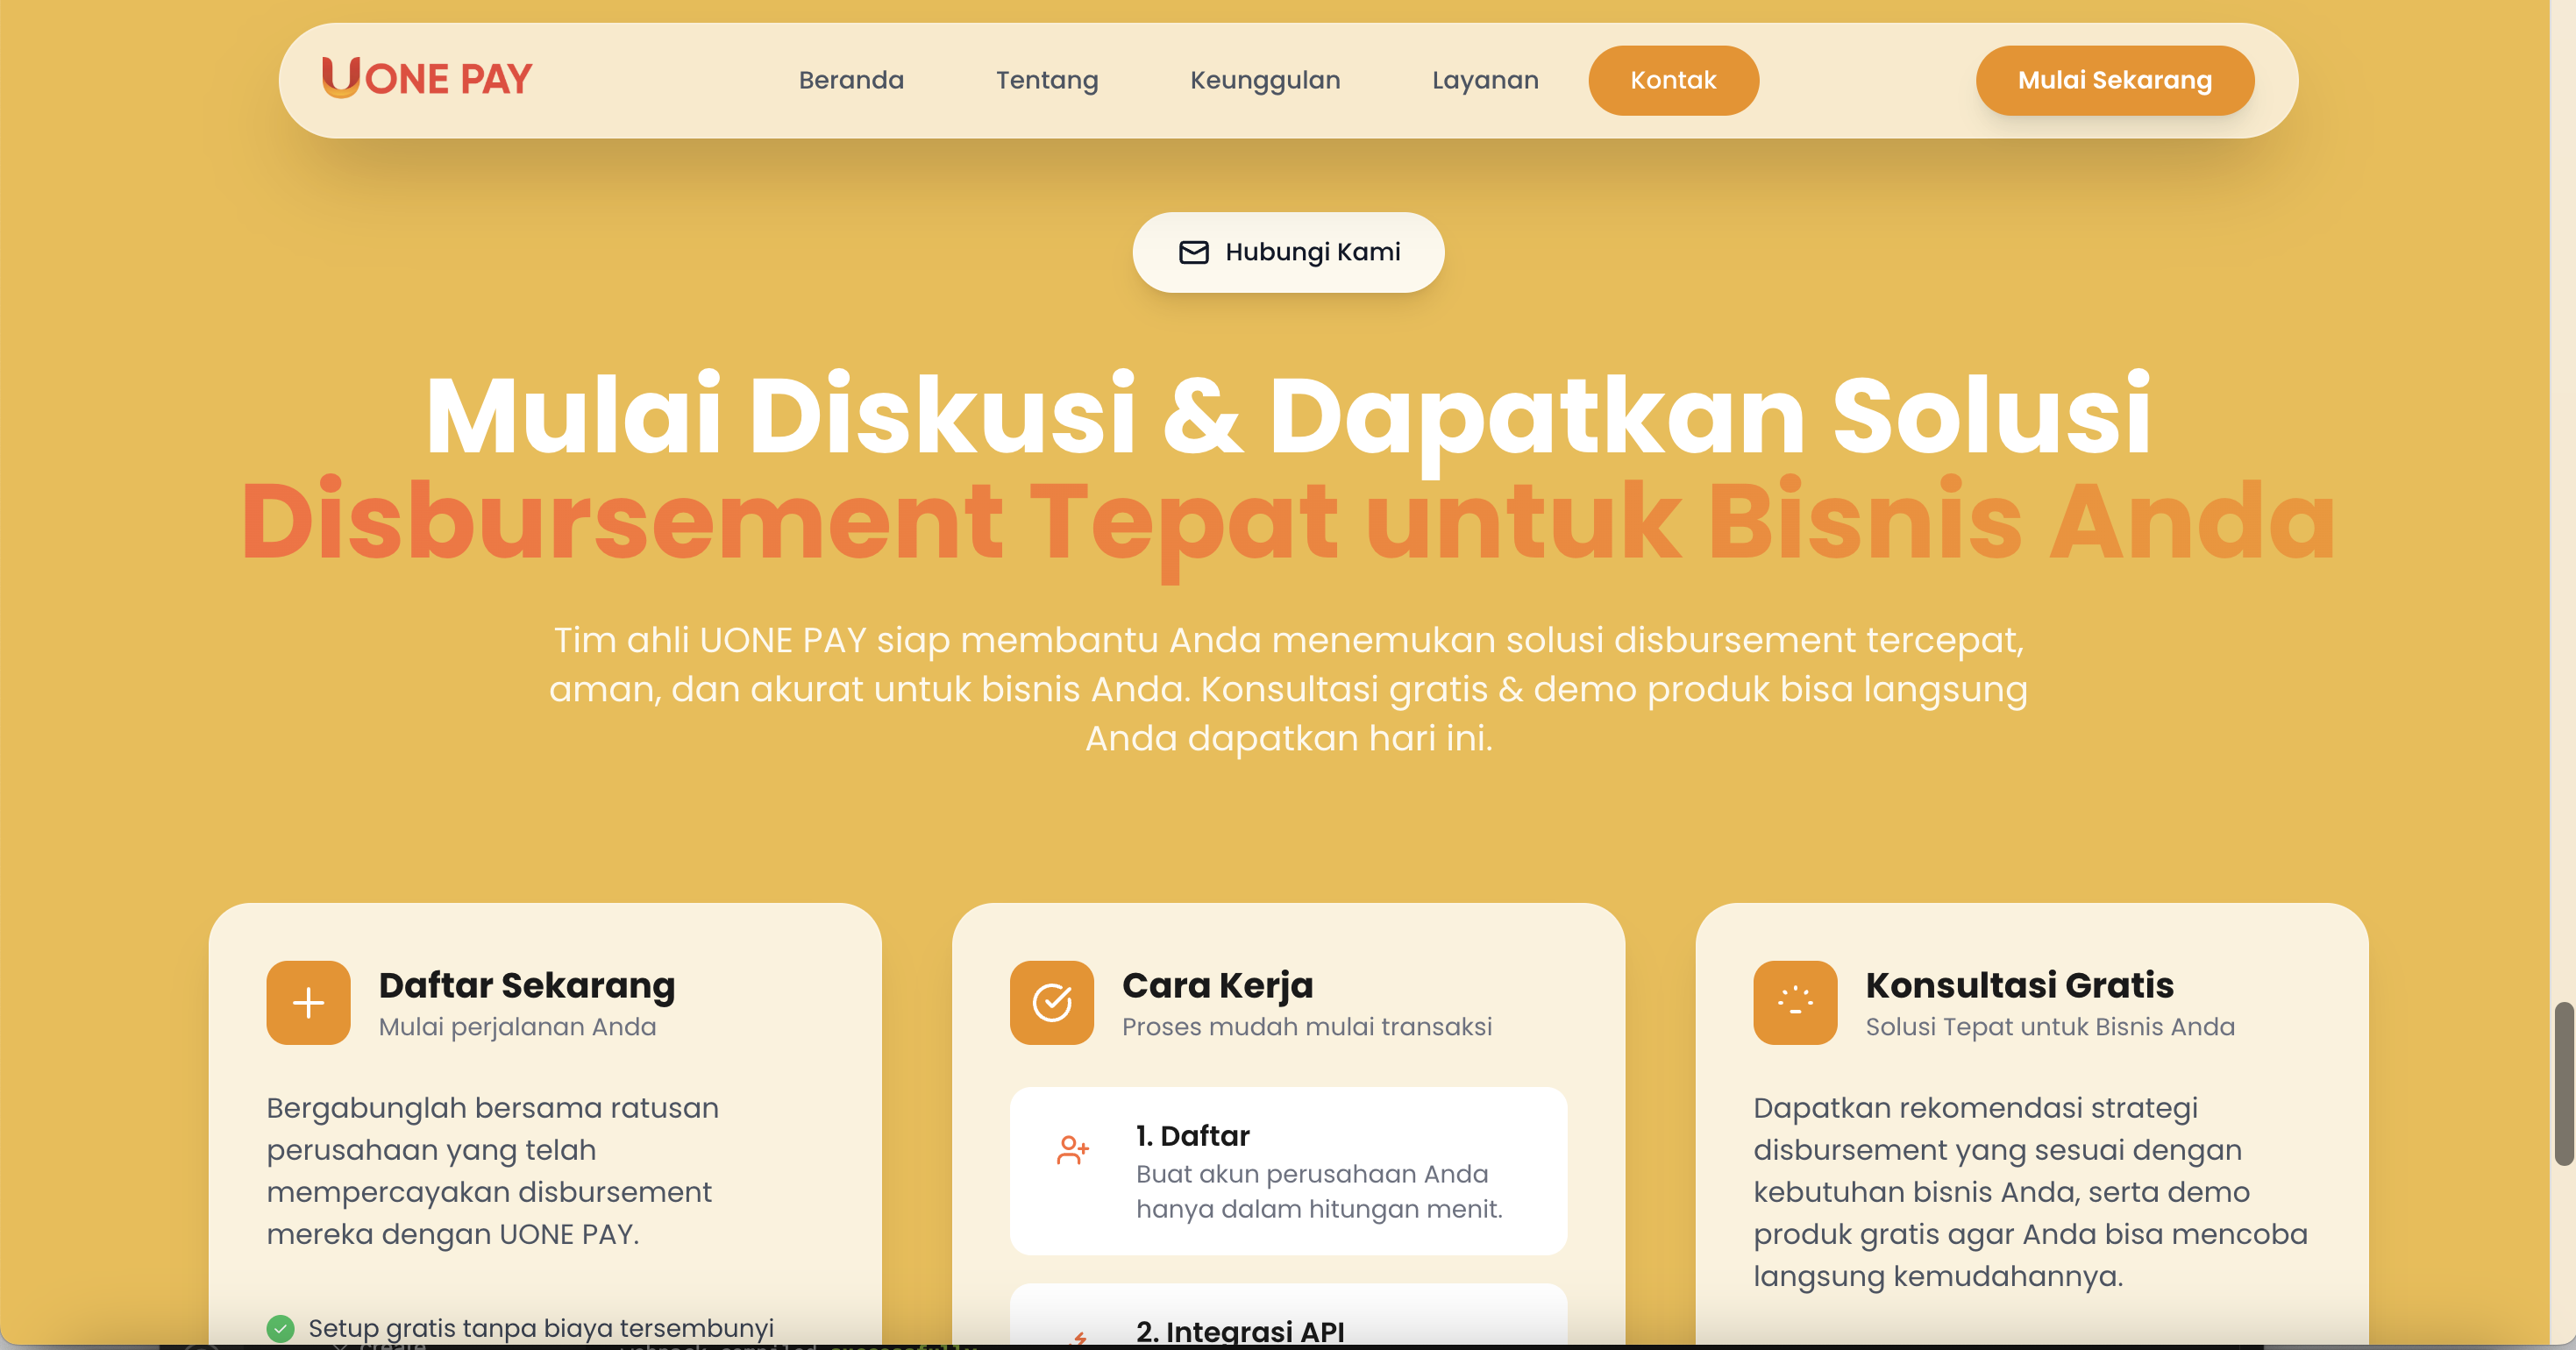 UONE PAY
Beranda
Tentang
Keunggulan
Layanan
Kontak
Mulai Sekarang
Hubungi Kami
Mulai Diskusi & Dapatkan Solusi
Disbursement Tepat untuk Bisnis Anda
Tim ahli UONE PAY siap membantu Anda menemukan solusi disbursement tercepat,
aman, dan akurat untuk bisnis Anda. Konsultasi gratis & demo produk bisa langsung
Anda dapatkan hari ini.
Daftar Sekarang
Mulai perjalanan Anda
Bergabunglah bersama ratusan
perusahaan yang telah
mempercayakan disbursement
mereka dengan UONE PAY.
Setup gratis tanpa biaya tersembunyi
Cara Kerja
Proses mudah mulai transaksi
1. Daftar
Buat akun perusahaan Anda
hanya dalam hitungan menit.
2. Integrasi API
Konsultasi Gratis
Solusi Tepat untuk Bisnis Anda
Dapatkan rekomendasi strategi
disbursement yang sesuai dengan
kebutuhan bisnis Anda, serta demo
produk gratis agar Anda bisa mencoba
langsung kemudahannya.